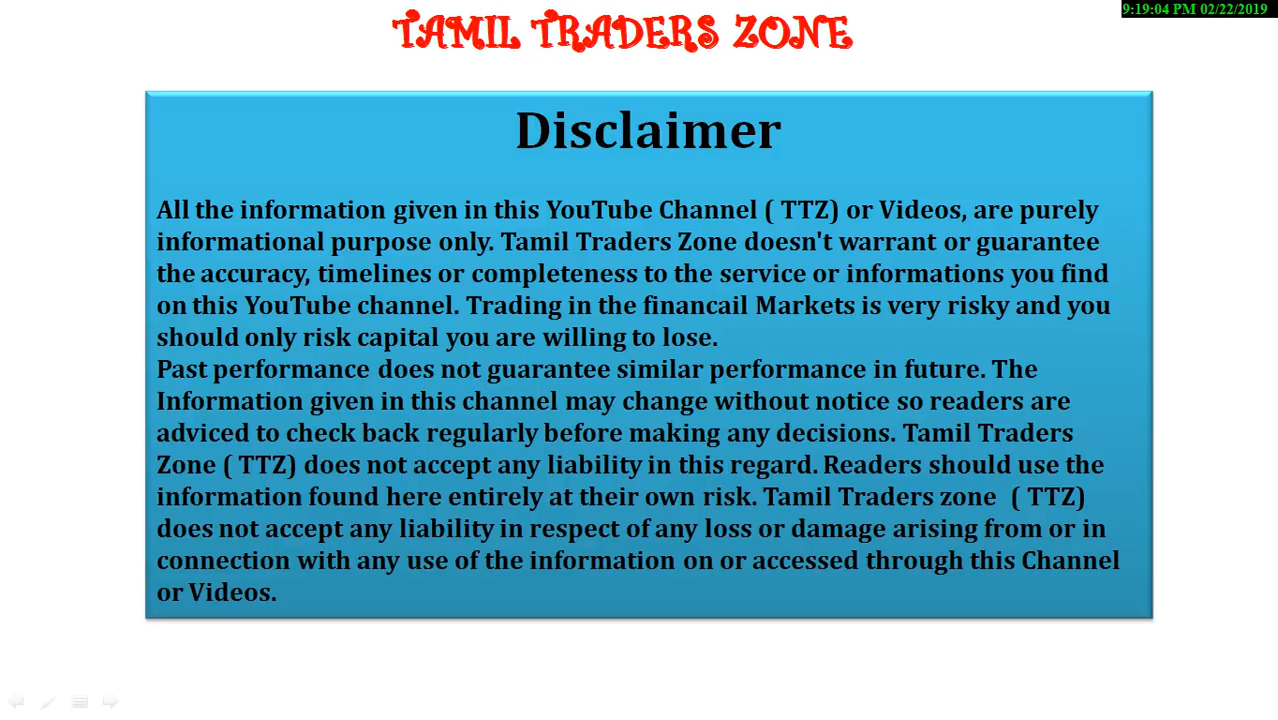 9:19:04 PM 02/22/2019
TAMIL TRADERS ZONE
Disclaimer
All the information given in this YouTube Channel ( TTZ) or Videos, are purely
informational purpose only. Tamil Traders Zone doesn't warrant or guarantee
the accuracy, timelines or completeness to the service or informations you find
on this YouTube channel. Trading in the financail Markets is very risky and you
should only risk capital you are willing to lose.
Past performance does not guarantee similar performance in future. The
Information given in this channel may change without notice so readers are
adviced to check back regularly before making any decisions. Tamil Traders
Zone ( TTZ) does not accept any liability in this regard. Readers should use the
information found here entirely at their own risk. Tamil Traders zone  ( TTZ)
does not accept any liability in respect of any loss or damage arising from or in
connection with any use of the information on or accessed through this Channel
or Videos.